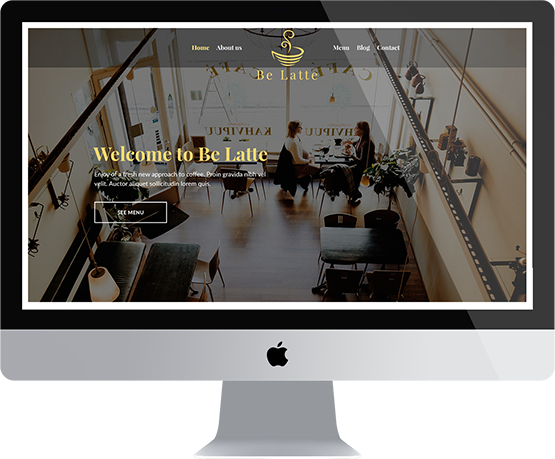 Home About us Menu Blog Contact
Be Latte
KAHVIPUU
Welcome to Be Latte
Enjoy of a fresh new approach to coffee. Proin gravida nibh vel
velit. Auctor aliquet sollicitudin lorem quis
SEE MENU